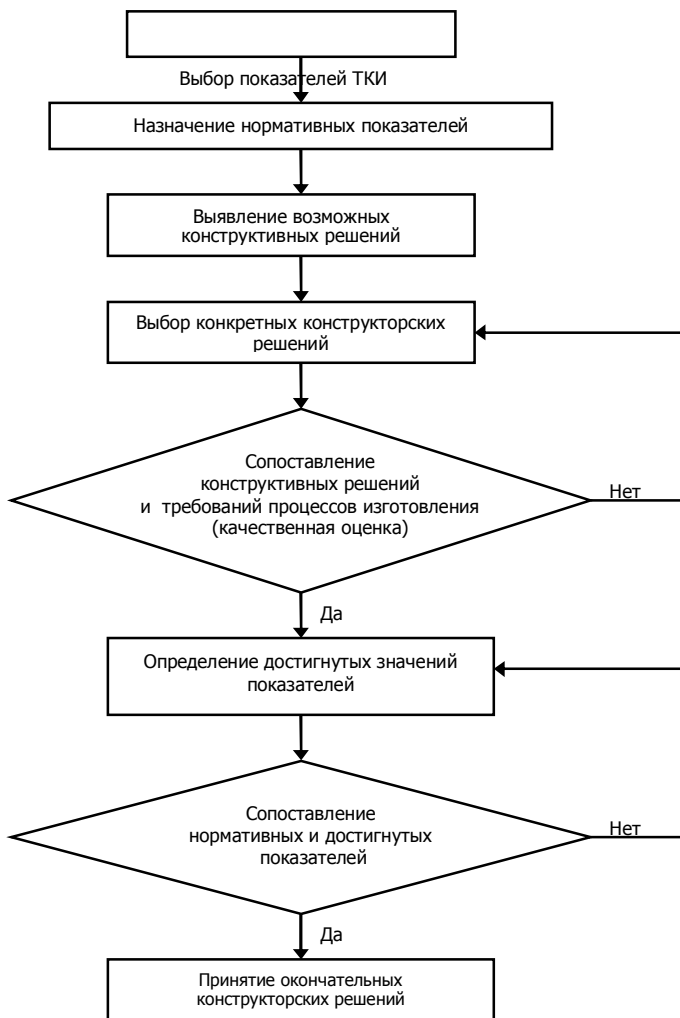 Выбор показателей ТКИ
Назначение нормативных показателей
Выявление возможных
конструктивных решений
Выбор конкретных конструкторских
решений
Сопоставление
конструктивных решений
и требований процессов изготовления
(качественная оценка)
Нет
Да
Определение достигнутых значений
показателей
Сопоставление
нормативных и достигнутых
показателей
Нет
Да
Принятие окончательных
конструкторских решений